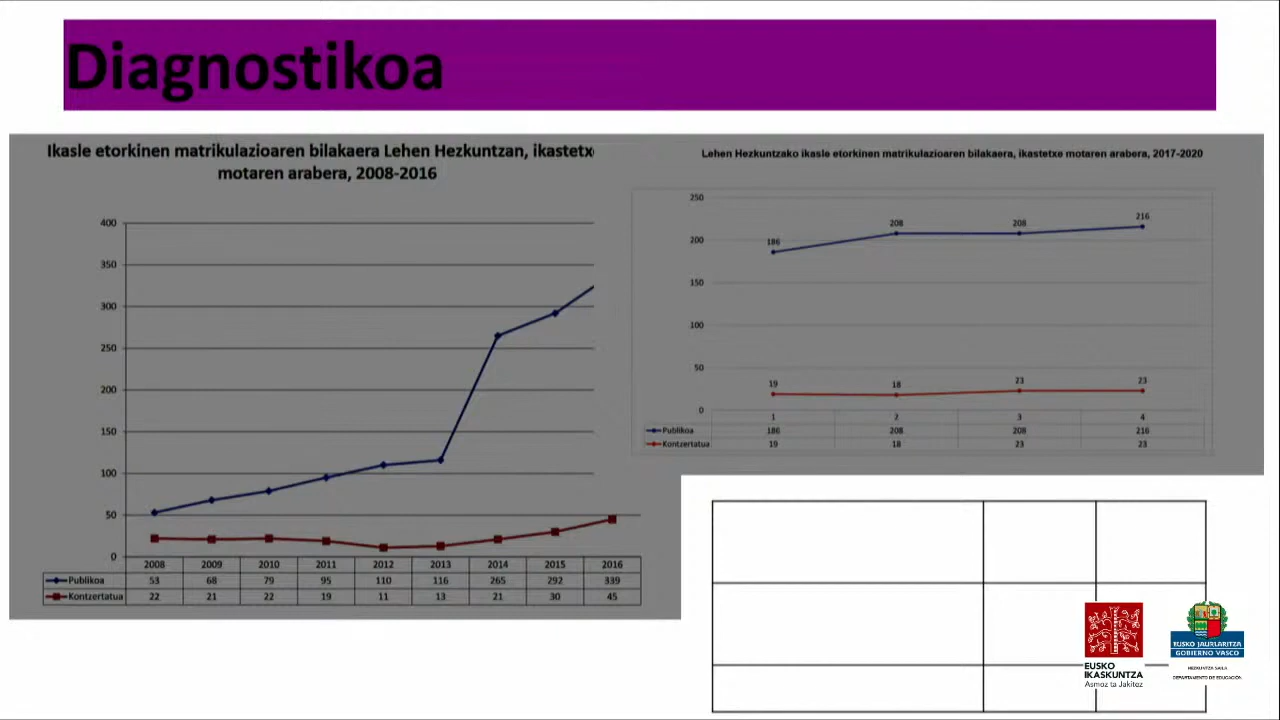 Diagnostikoa
Ikasle etorkinen matrikulazioaren bilakaera Lehen Hezkuntzan, ikastetx
motaren arabera, 2008-2016
400
350
300
250
200
150
100
50
0
2008 2009 2010 2011 2012 2013 2014 2015 2016
Publikoa 53 68 79 95 110 116 265 292 339
Kontzertatua 22 21 22 19 11 13 21 30 45
Lehen Hezkuntzako ikasle etorkinen matrikulazioaren bilakaera, ikastetxe motaren arabera, 2017-2020
250
200
150
100
50
0
186 208 208 216
19 18 23 23
1 2 3 4
Publikoa 186 208 208 216
Kontzertatua 19 18 23 23
EUSKO
IKASKUNTZA
Asmoz ta Jakitez
EUSKO JAURLARITZA
GOBIERNO VASCO
HEZKUNTZA SAILA
DEPARTAMENTO DE EDUCACIÓN